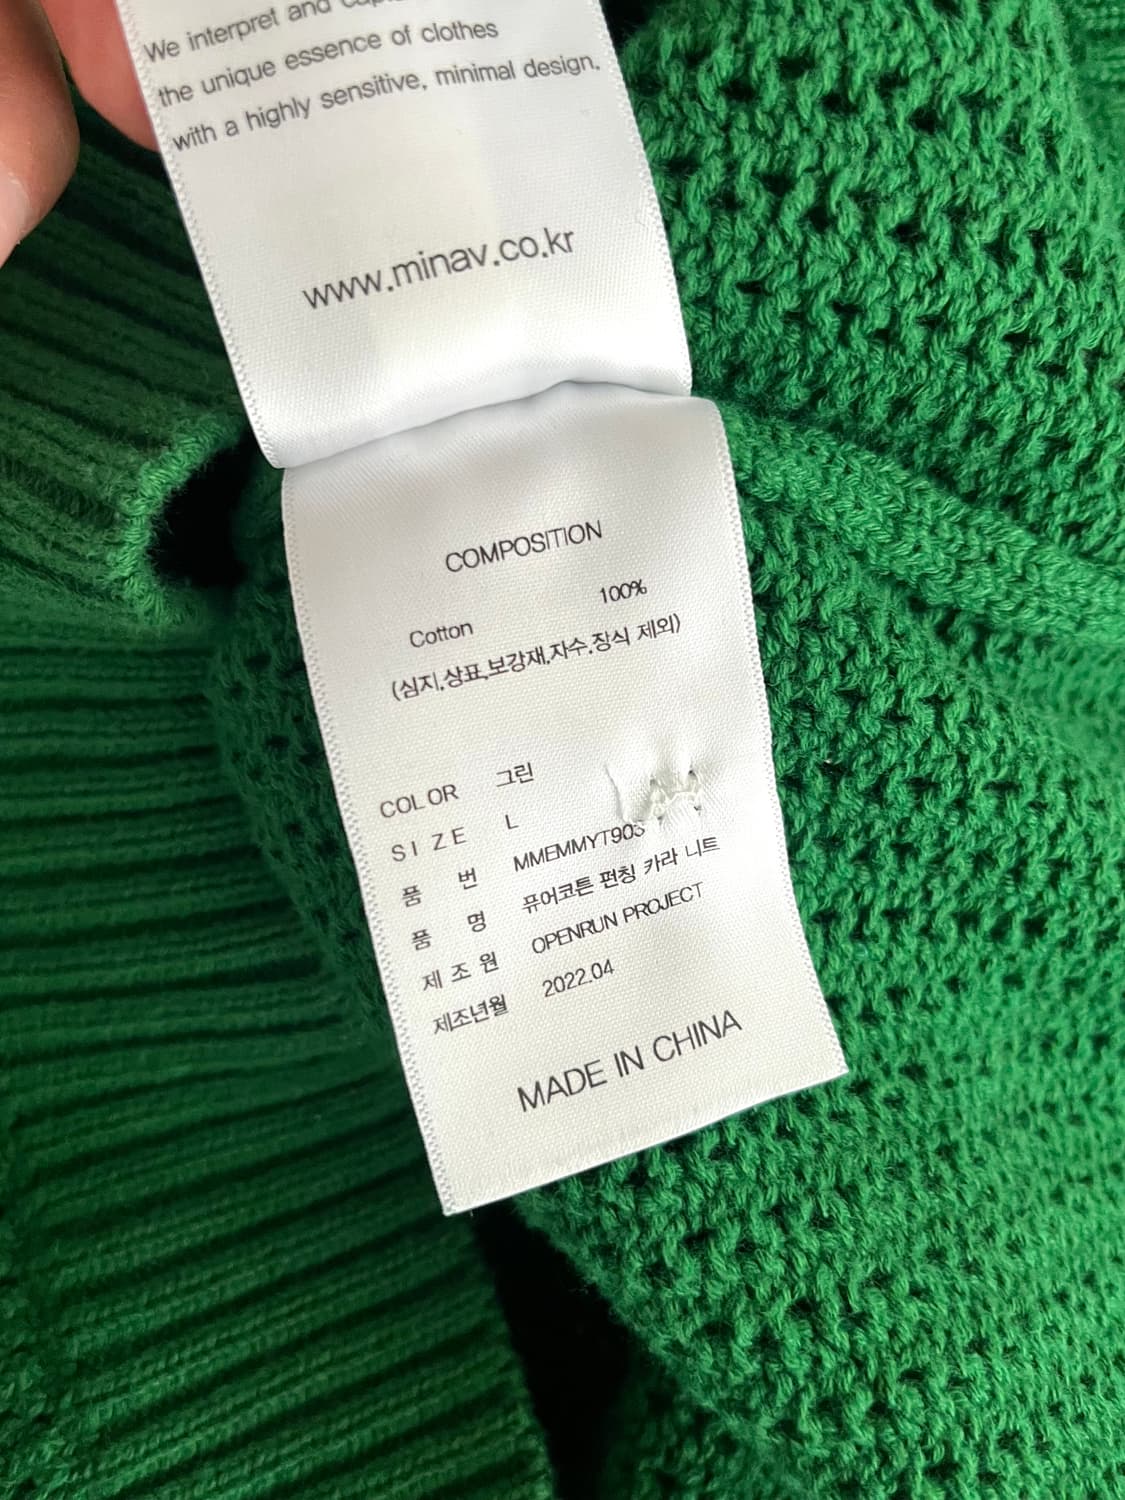 We interpret and
the unique essence of clothes
with a highly sensitive, minimal design.
www.minav.co.kr
COMPOSITION
Cotton 100%
(심지,상표,보강재,자수,장식 제외)
COLOR 그린
SIZE L
품 번 MMEMMYT903
품 명 퓨어코튼 펀칭 카라 니트
제 조 원 OPENRUN PROJECT
제조년월 2022.04
MADE IN CHINA